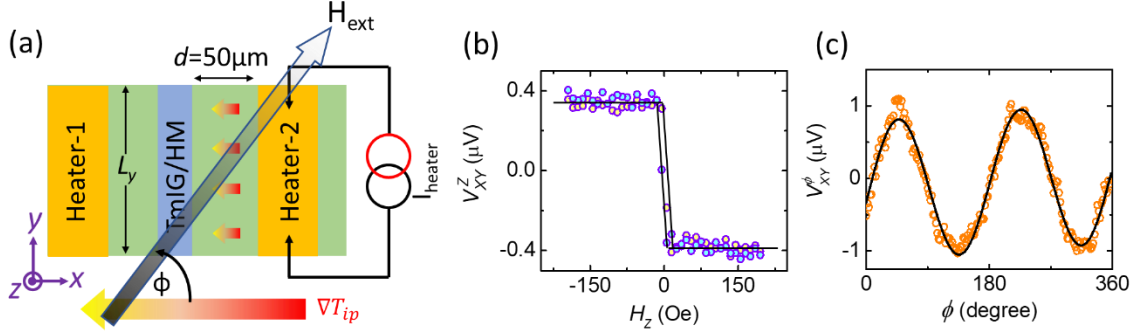 (a)
H_ext
d=50μm
Heater-1
L_y
TmIG/HM
Heater-2
I_heater
y
z
x
ϕ
∇T_ip
(b)
V_XY^Z (μV)
0.4
0.0
-0.4
-150 0 150
H_Z (Oe)
(c)
V_XY^ϕ (μV)
1
0
-1
0 180 360
ϕ (degree)